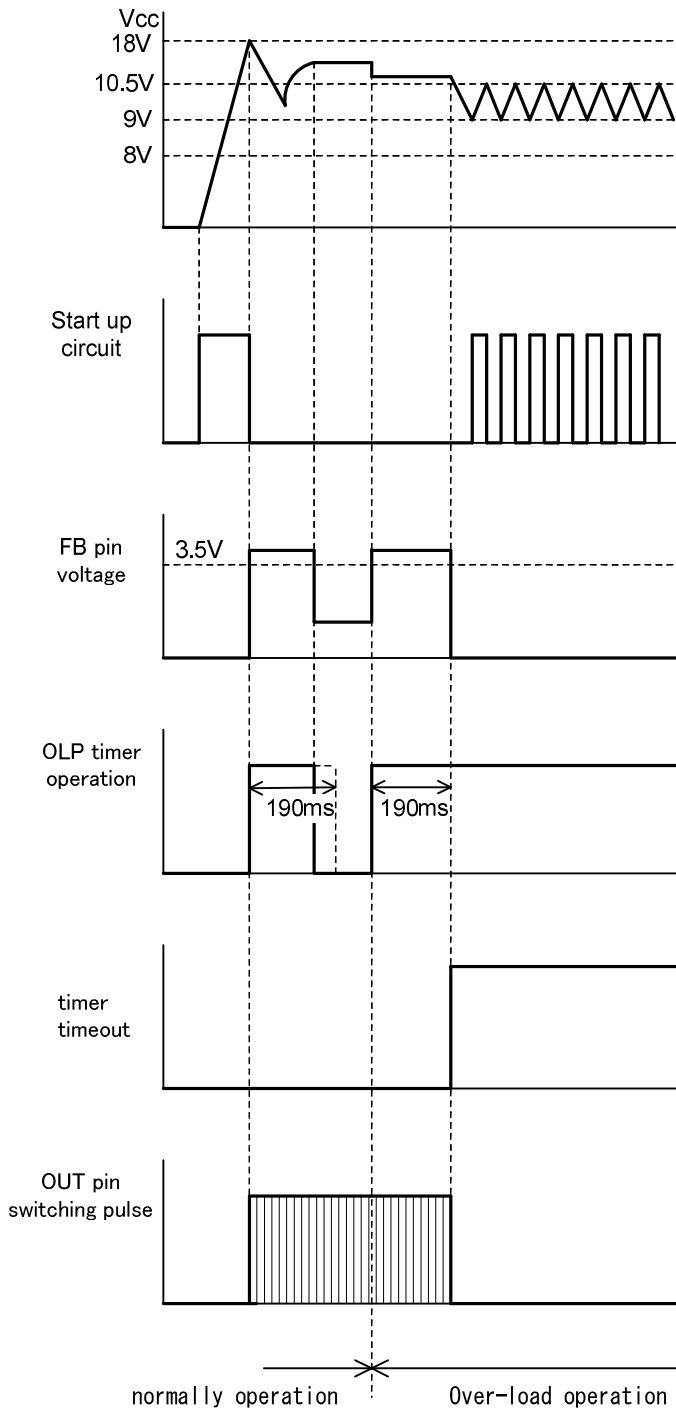 Vcc
18V
10.5V
9V
8V
Start up
circuit
FB pin
voltage
3.5V
OLP timer
operation
190ms
190ms
timer
timeout
OUT pin
switching pulse
normally operation
Over-load operation